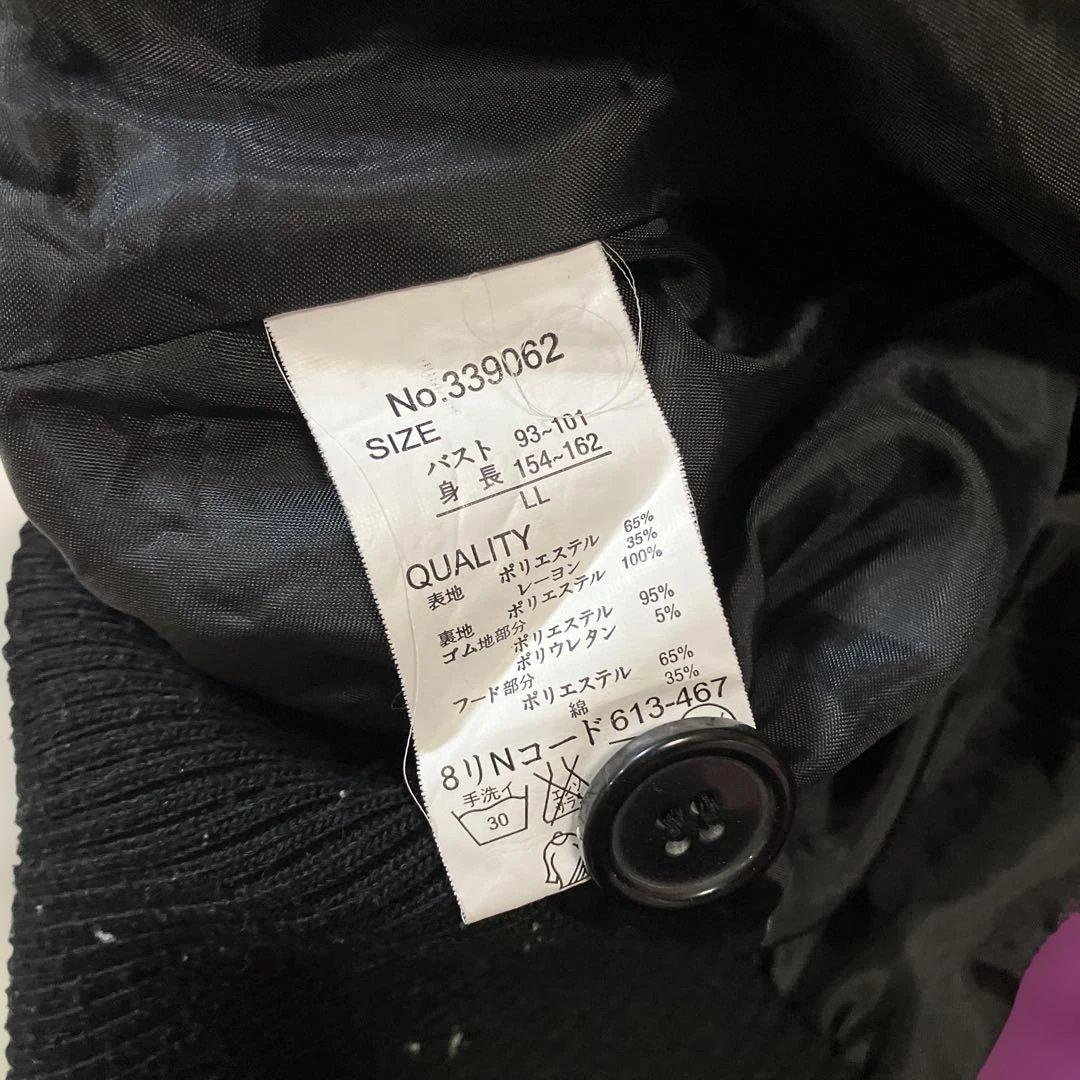 No.339062
SIZE
バスト 93~101
身長 154~162
LL
QUALITY
表地 ポリエステル 65%
レーヨン 35%
裏地 ポリエステル 100%
ゴム地部分 ポリエステル 95%
ポリウレタン 5%
フード部分 ポリエステル 65%
綿 35%
8リNコード 613-467
手洗イ
30